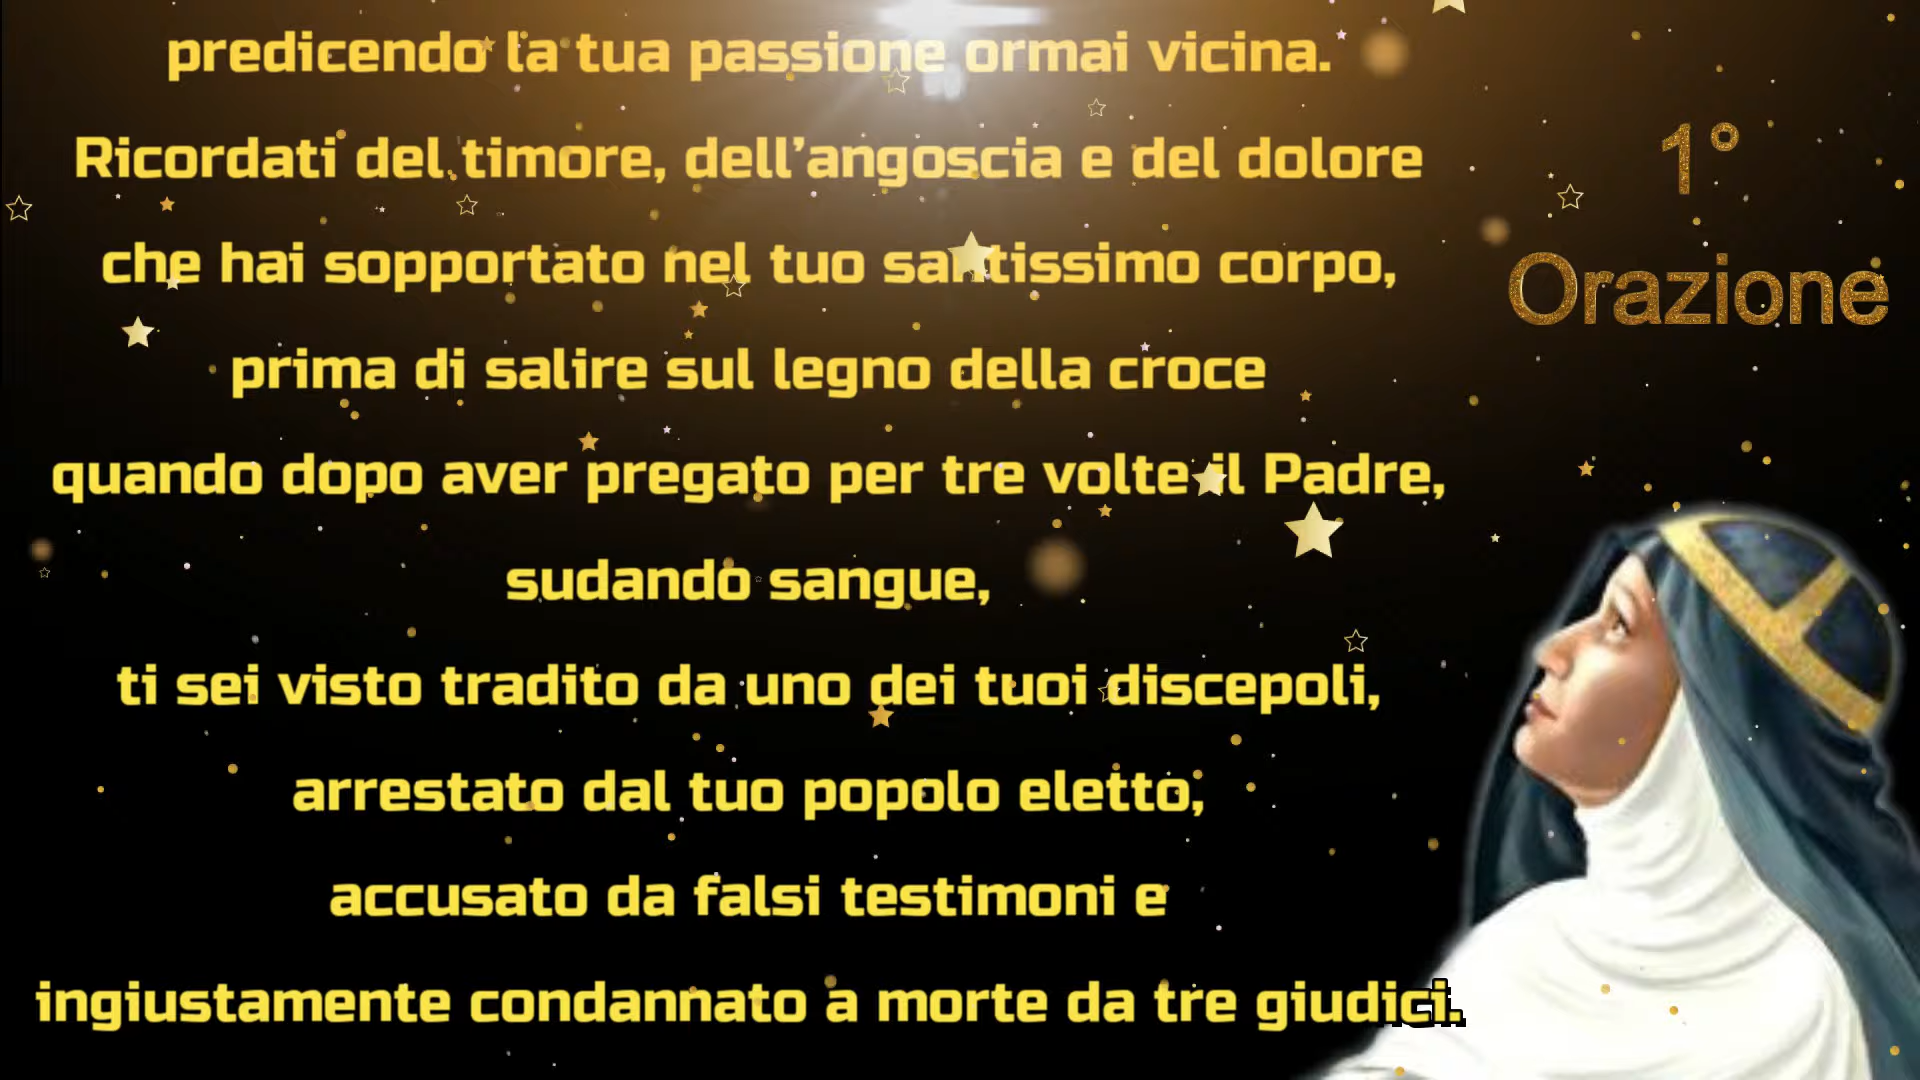 predicendo la tua passione ormai vicina.
Ricordati del timore, dell’angoscia e del dolore
che hai sopportato nel tuo santissimo corpo,
prima di salire sul legno della croce
quando dopo aver pregato per tre volte il Padre,
sudando sangue,
ti sei visto tradito da uno dei tuoi discepoli,
arrestato dal tuo popolo eletto,
accusato da falsi testimoni e
ingiustamente condannato a morte da tre giudici.
1°
Orazione